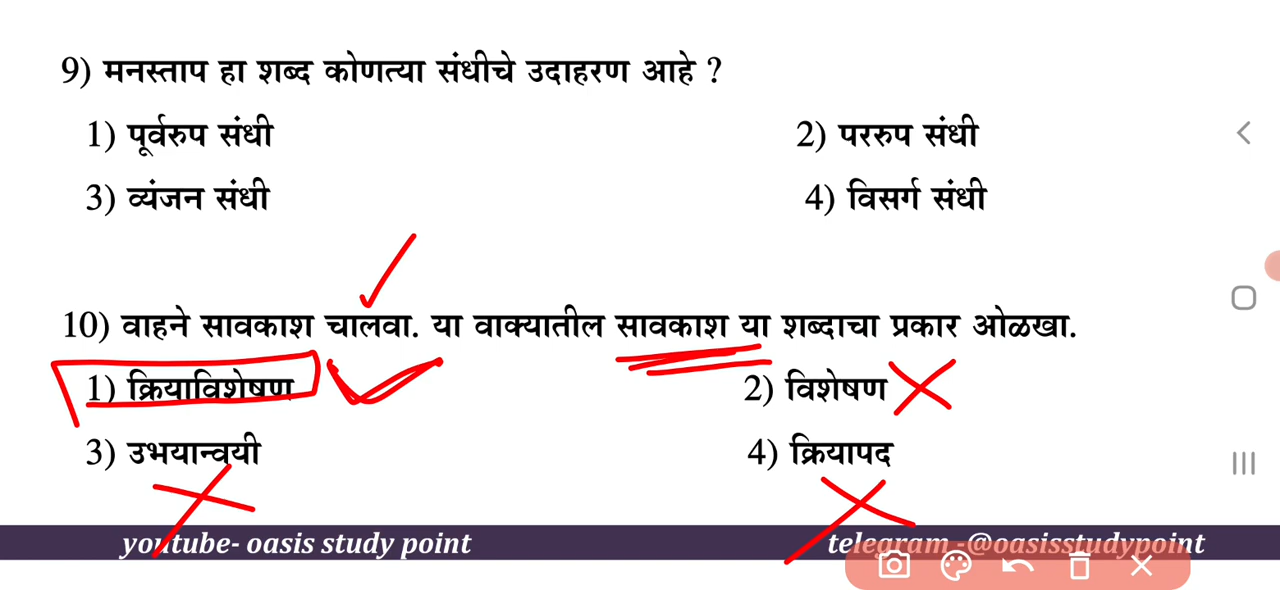 9) मनस्ताप हा शब्द कोणत्या संधीचे उदाहरण आहे ?
1) पूर्वरुप संधी 2) पररुप संधी
3) व्यंजन संधी 4) विसर्ग संधी
10) वाहने सावकाश चालवा. या वाक्यातील सावकाश या शब्दाचा प्रकार ओळखा.
1) क्रियाविशेषण 2) विशेषण
3) उभयान्वयी 4) क्रियापद
youtube- oasis study point telegram -@oasisstudypoint